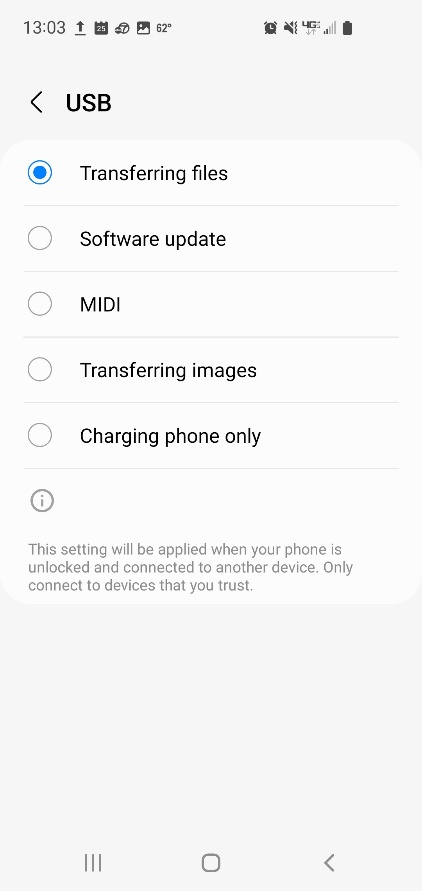 13:03 25 7 62° 4G
USB
Transferring files
Software update
MIDI
Transferring images
Charging phone only
This setting will be applied when your phone is
unlocked and connected to another device. Only
connect to devices that you trust.